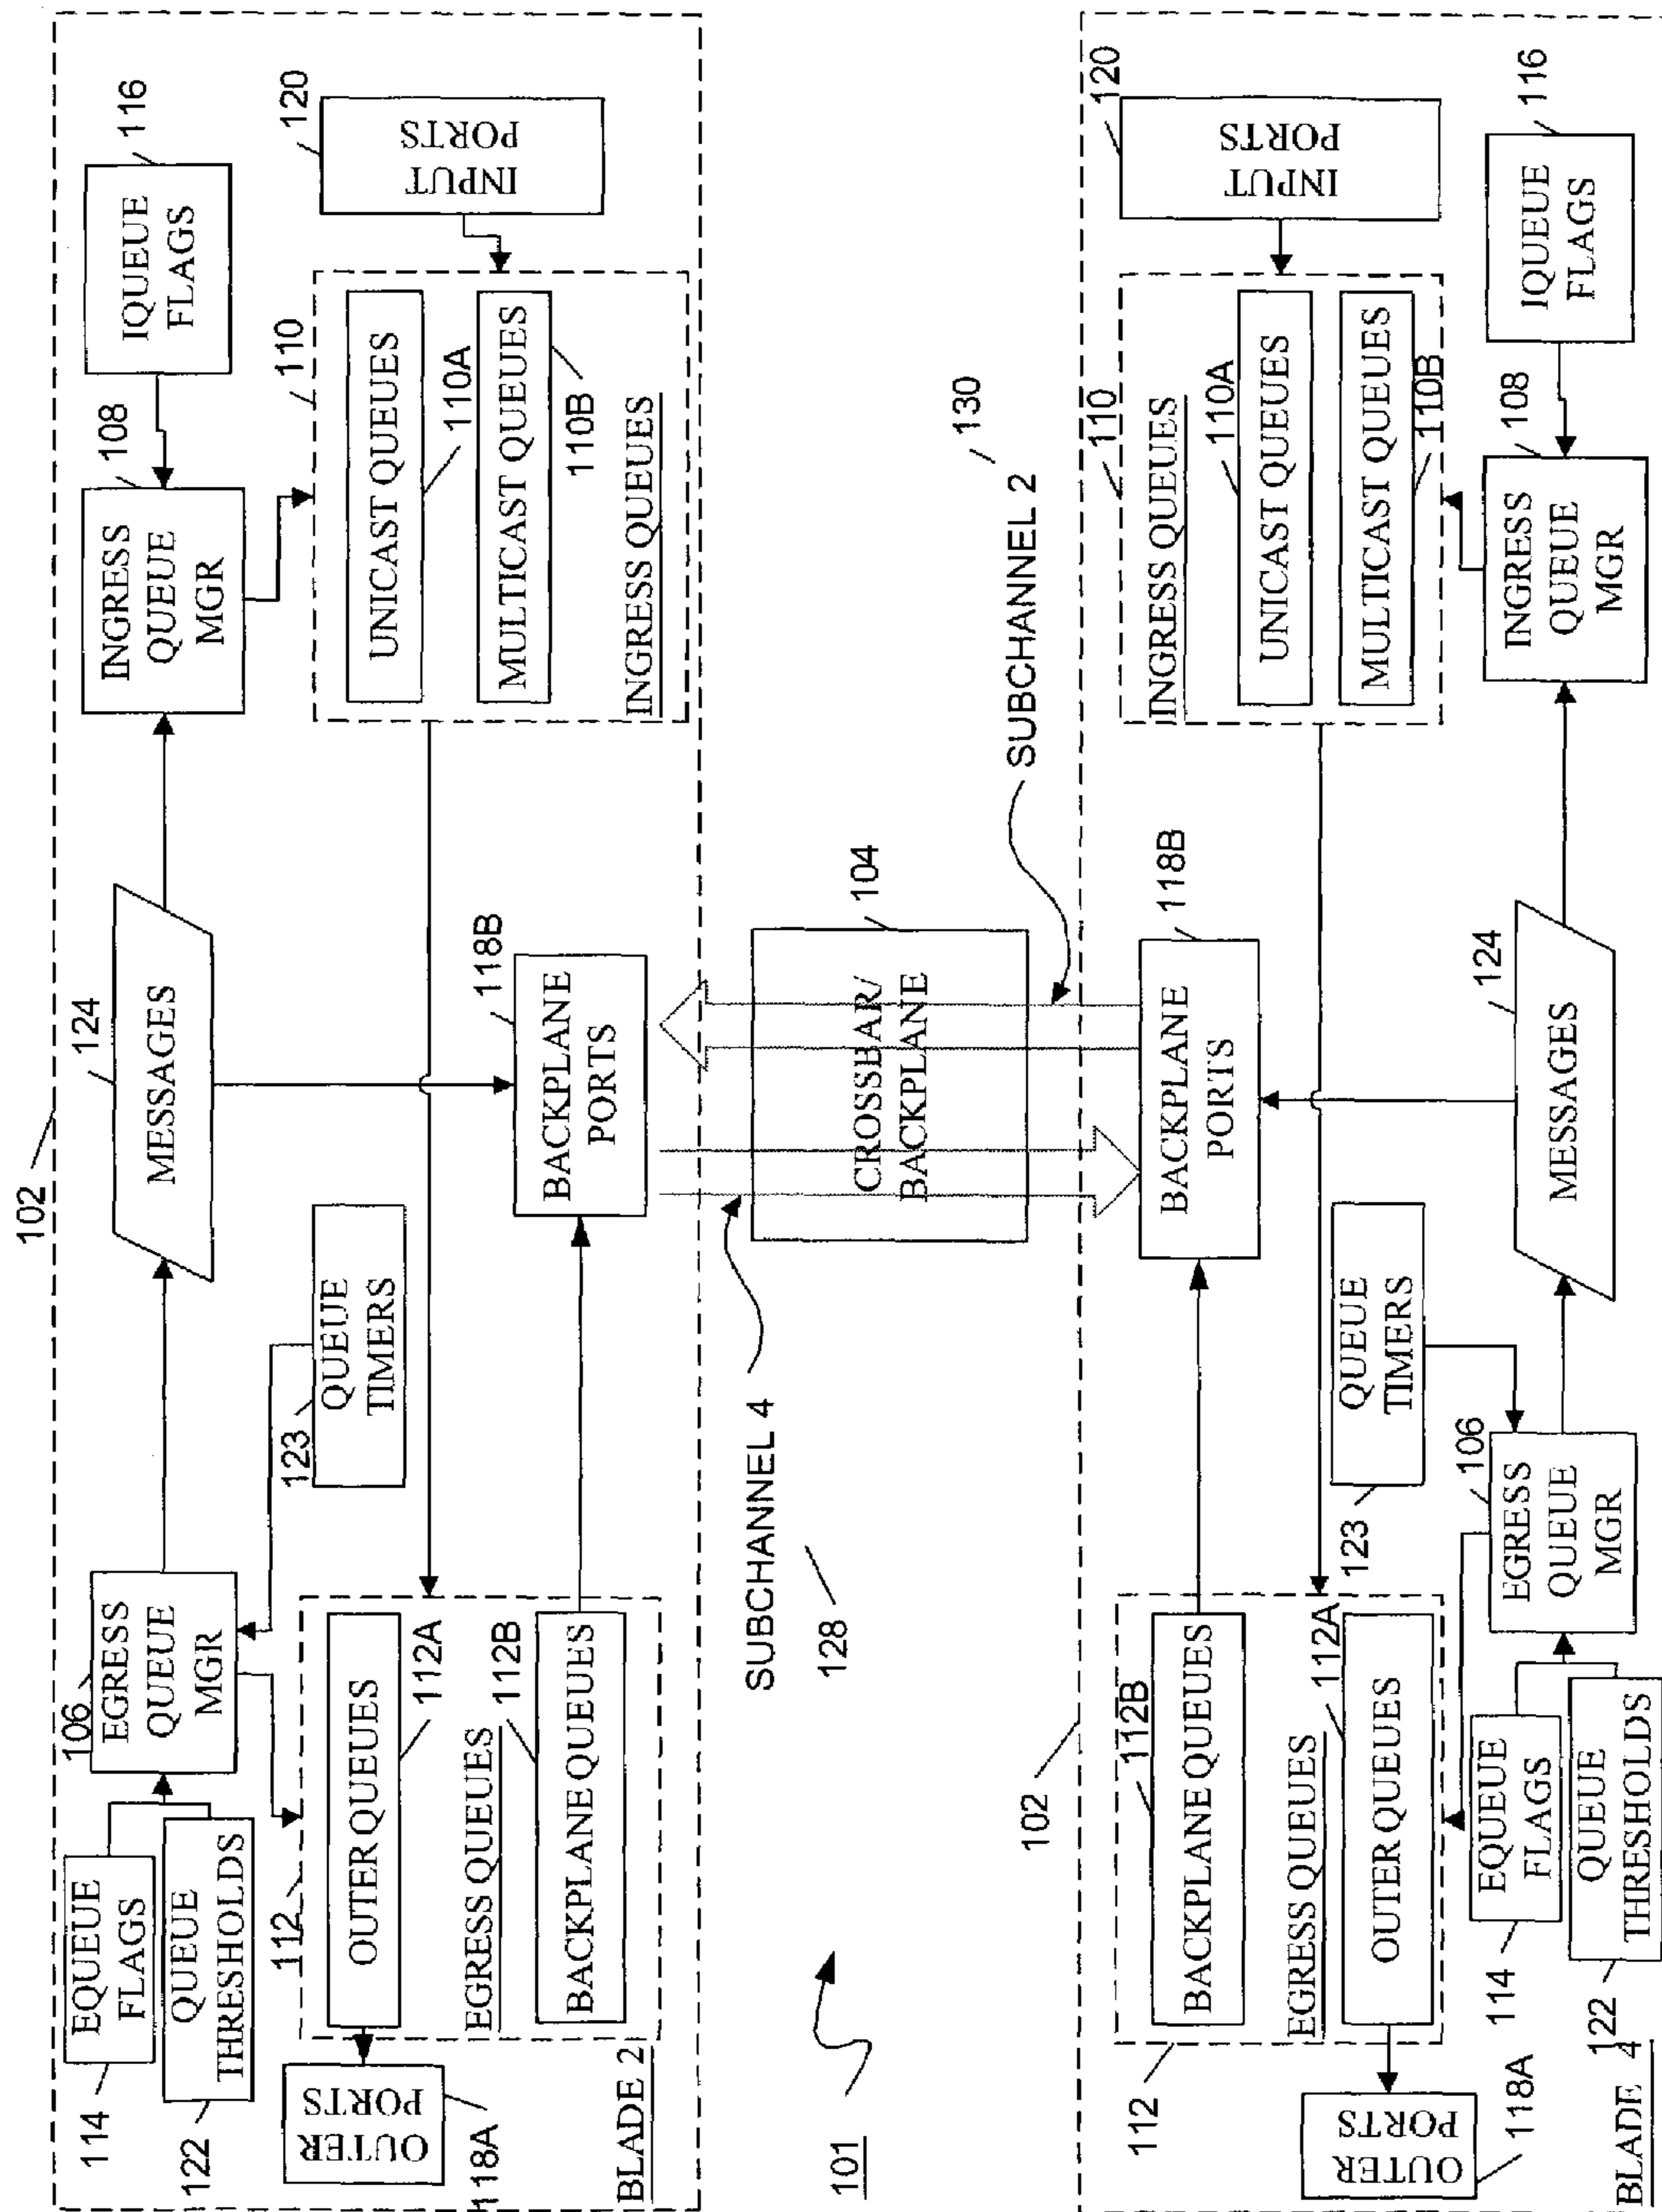 102
EQUEUE
FLAGS
114
QUEUE
THRESHOLDS
122
106
EGRESS
QUEUE
MGR
124
MESSAGES
108
INGRESS
QUEUE
MGR
IQUEUE
FLAGS
116
123
QUEUE
TIMERS
112
OUTER QUEUES
112A
EGRESS QUEUES
112B
BACKPLANE QUEUES
OUTER
PORTS
118A
BLADE 2
118B
BACKPLANE
PORTS
110
UNICAST QUEUES
110A
MULTICAST QUEUES
110B
INGRESS QUEUES
INPUT
PORTS
120
101
SUBCHANNEL 4
128
104
CROSSBAR/
BACKPLANE
SUBCHANNEL 2
130
102
112B
BACKPLANE QUEUES
EGRESS QUEUES
112A
OUTER QUEUES
112
OUTER
PORTS
118A
BLADE 4
118B
BACKPLANE
PORTS
110
INGRESS QUEUES
110A
UNICAST QUEUES
MULTICAST QUEUES
110B
INPUT
PORTS
120
QUEUE
TIMERS
123
EQUEUE
FLAGS
114
QUEUE
THRESHOLDS
122
106
EGRESS
QUEUE
MGR
124
MESSAGES
108
INGRESS
QUEUE
MGR
IQUEUE
FLAGS
116